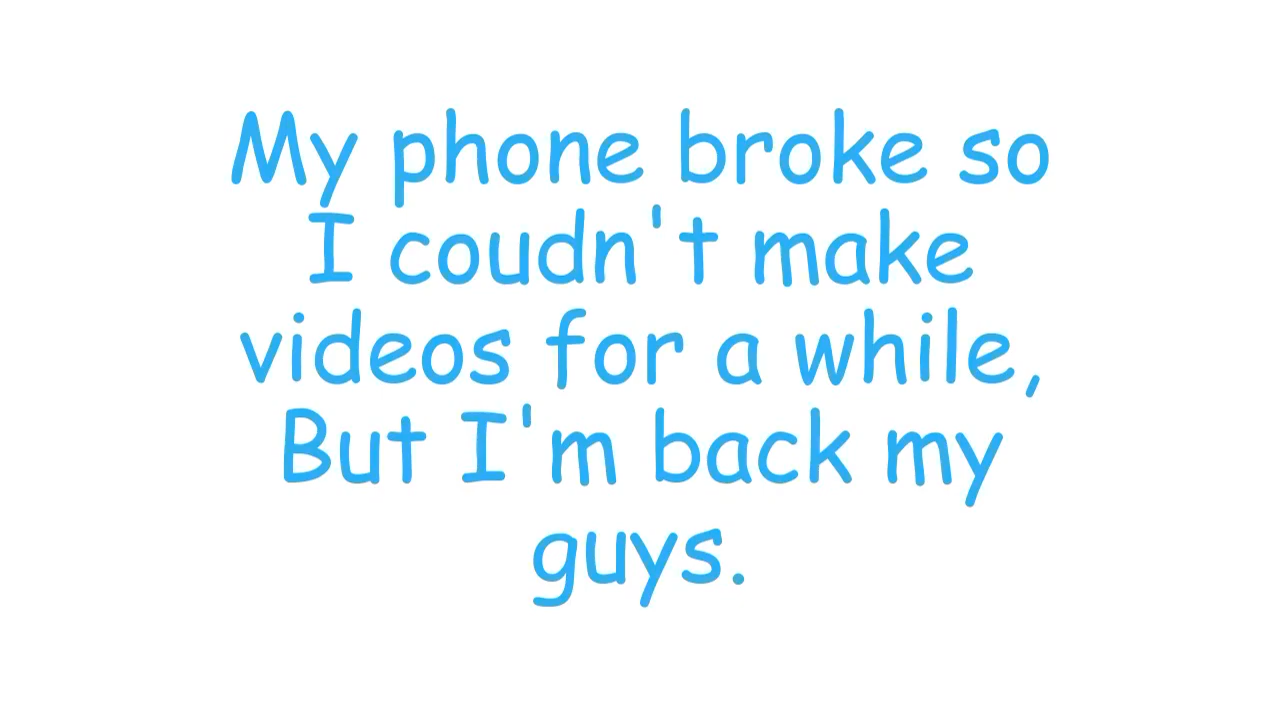 My phone broke so
I coudn't make
videos for a while,
But I'm back my
guys.